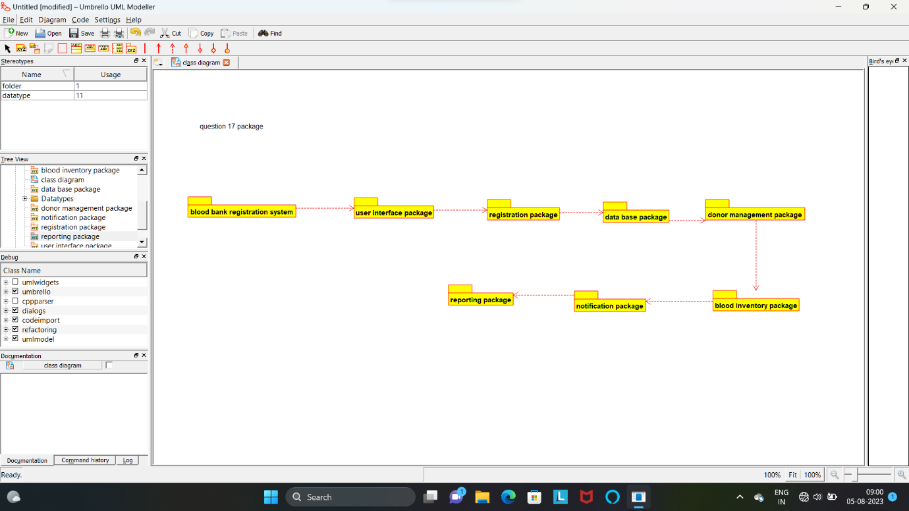 Untitled [modified] – Umbrello UML Modeller
File Edit Diagram Code Settings Help
New Open Save Cut Copy Paste Find
Stereotypes
Name Usage
folder 1
datatype 11
Tree View
blood inventory package
class diagram
data base package
Datatypes
donor management package
notification package
registration package
reporting package
user interface package
Debug
Class Name
umlwidgets
umbrello
cppparser
dialogs
codeimport
refactoring
umlmodel
Documentation
class diagram
Documentation Command history Log
Ready.
class diagram
Bird's ey
question 17 package
blood bank registration system
user interface package
registration package
data base package
donor management package
reporting package
notification package
blood inventory package
100% Fit 100%
Search
ENG
IN
09:00
05-08-2023
1